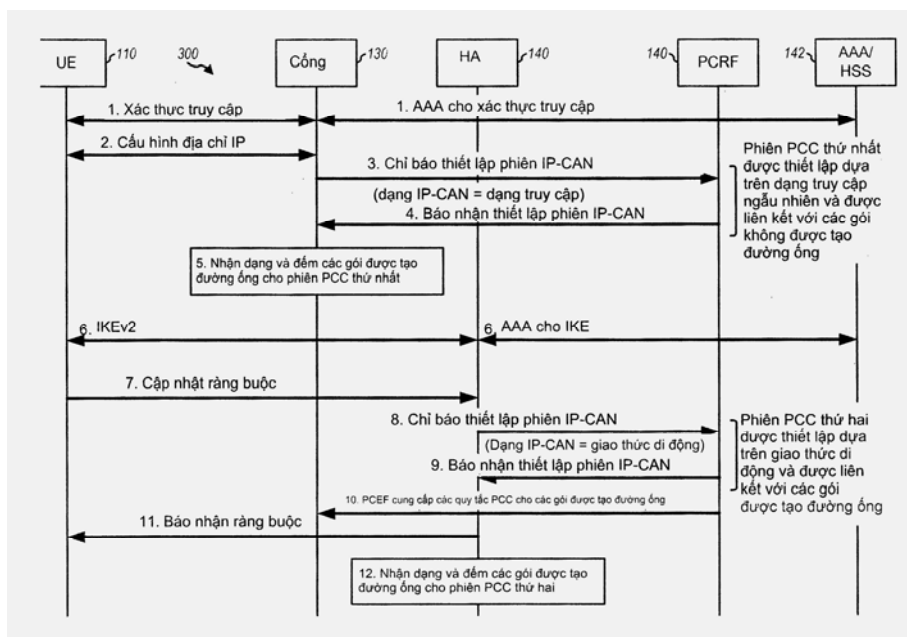 UE
110
300
Cổng
130
HA
140
140
PCRF
142
AAA/
HSS
1. Xác thực truy cập
1. AAA cho xác thực truy cập
2. Cấu hình địa chỉ IP
3. Chỉ báo thiết lập phiên IP-CAN
(dạng IP-CAN = dạng truy cập)
4. Báo nhận thiết lập phiên IP-CAN
Phiên PCC thứ nhất
được thiết lập dựa
trên dạng truy cập
ngẫu nhiên và được
liên kết với các gói
không được tạo
đường ống
5. Nhận dạng và đếm các gói được tạo
đường ống cho phiên PCC thứ nhất
6. IKEv2
6. AAA cho IKE
7. Cập nhật ràng buộc
8. Chỉ báo thiết lập phiên IP-CAN
(Dạng IP-CAN = giao thức di động)
9. Báo nhận thiết lập phiên IP-CAN
10. PCEF cung cấp các quy tắc PCC cho các gói được tạo đường ống
11. Báo nhận ràng buộc
Phiên PCC thứ hai
được thiết lập dựa
trên giao thức di
động và được liên
kết với các gói
được tạo đường ống
12. Nhận dạng và đếm các gói được tạo
đường ống cho phiên PCC thứ hai